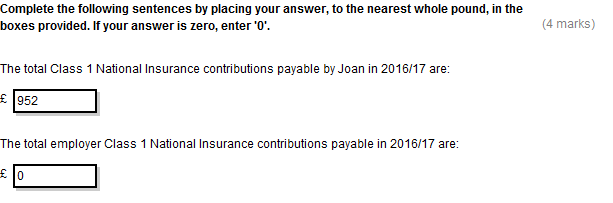 Complete the following sentences by placing your answer, to the nearest whole pound, in the
boxes provided. If your answer is zero, enter '0'.
(4 marks)
The total Class 1 National Insurance contributions payable by Joan in 2016/17 are:
£ 952
The total employer Class 1 National Insurance contributions payable in 2016/17 are:
£ 0